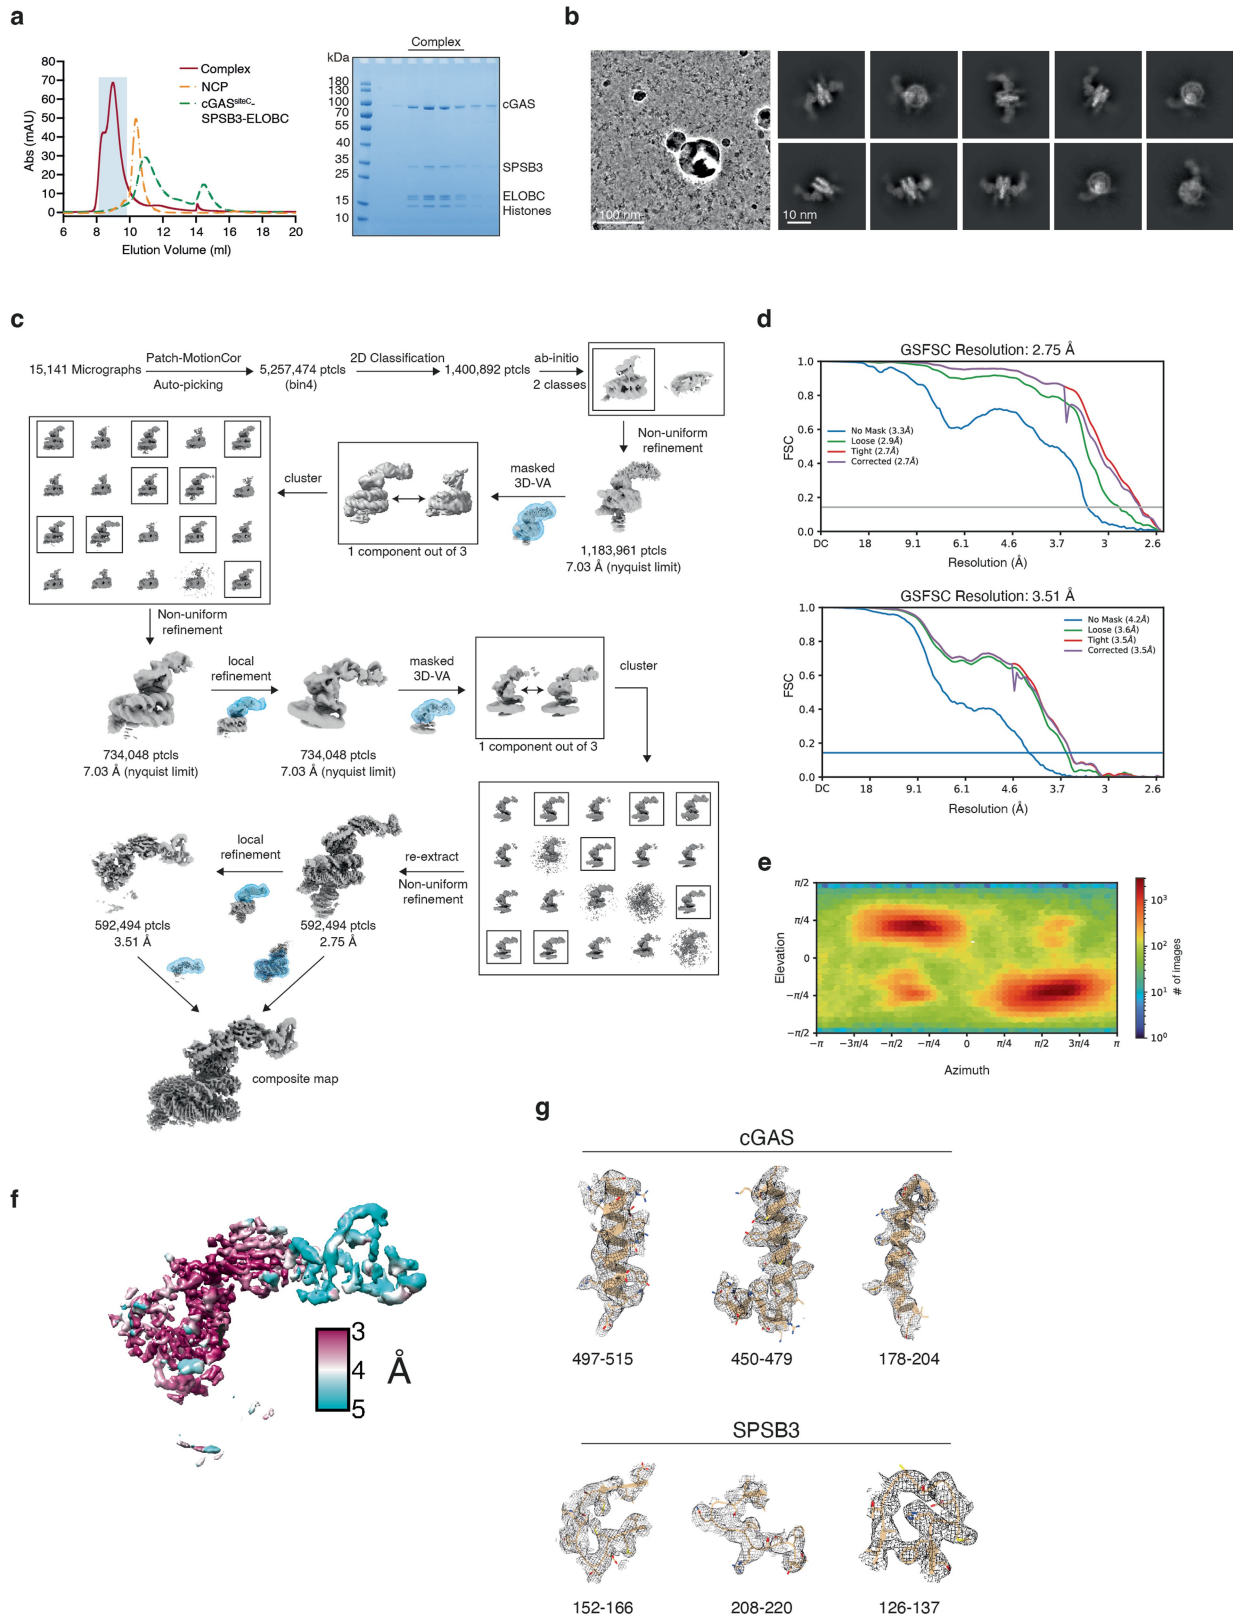 a
80
70
60
50
40
30
20
10
0
Abs (mAU)
6 8 10 12 14 16 18 20
Elution Volume (ml)
Complex
NCP
cGASsiteC-
SPSB3-ELOBC
Complex
kDa
180
130
100
70
55
40
35
25
15
10
cGAS
SPSB3
ELOBC
Histones
b
100 nm
10 nm
c
15,141 Micrographs
Patch-MotionCor
Auto-picking
5,257,474 ptcls
(bin4)
2D Classification
1,400,892 ptcls
ab-initio
2 classes
Non-uniform
refinement
1,183,961 ptcls
7.03 Å (nyquist limit)
masked
3D-VA
1 component out of 3
cluster
Non-uniform
refinement
734,048 ptcls
7.03 Å (nyquist limit)
local
refinement
734,048 ptcls
7.03 Å (nyquist limit)
masked
3D-VA
1 component out of 3
cluster
re-extract
Non-uniform
refinement
592,494 ptcls
2.75 Å
local
refinement
592,494 ptcls
3.51 Å
composite map
d
GSFSC Resolution: 2.75 Å
1.0
0.8
0.6
0.4
0.2
0.0
FSC
No Mask (3.3Å)
Loose (2.9Å)
Tight (2.7Å)
Corrected (2.7Å)
DC 18 9.1 6.1 4.6 3.7 3 2.6
Resolution (Å)
GSFSC Resolution: 3.51 Å
1.0
0.8
0.6
0.4
0.2
0.0
FSC
No Mask (4.2Å)
Loose (3.6Å)
Tight (3.5Å)
Corrected (3.5Å)
DC 18 9.1 6.1 4.6 3.7 3 2.6
Resolution (Å)
e
π/2
π/4
0
−π/4
−π/2
Elevation
−π −3π/4 −π/2 −π/4 0 π/4 π/2 3π/4 π
Azimuth
10³
10²
10¹
10⁰
# of images
f
3
4
5
Å
g
cGAS
497-515 450-479 178-204
SPSB3
152-166 208-220 126-137